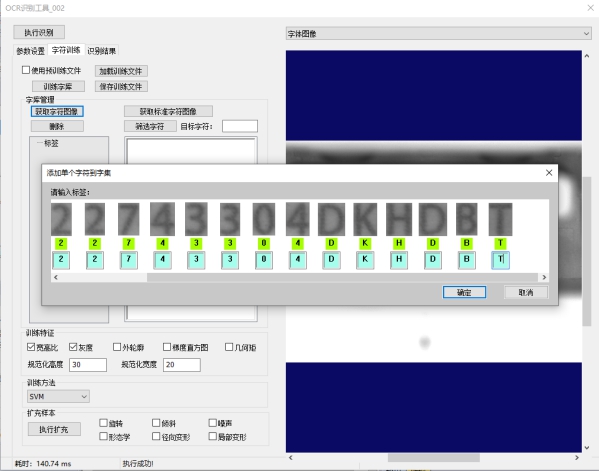 OCR识别工具_002
执行识别
字体图像
参数设置 字符训练 识别结果
使用预训练文件 加载训练文件
训练字库 保存训练文件
字库管理
获取字符图像 获取标准字符图像
删除 筛选字符 目标字符:
标签
添加单个字符到字集
请输入标签:
2 2 7 4 3 3 0 4 D K H D B T
2 2 7 4 3 3 0 4 D K H D B T
2 2 7 4 3 3 0 4 D K H D B T
确定 取消
训练特征
宽高比 灰度 外轮廓 梯度直方图 几何矩
规范化高度 30 规范化宽度 20
训练方法
SVM
扩充样本
执行扩充 旋转 倾斜 噪声
形态学 径向变形 局部变形
耗时: 140.74 ms 执行成功!